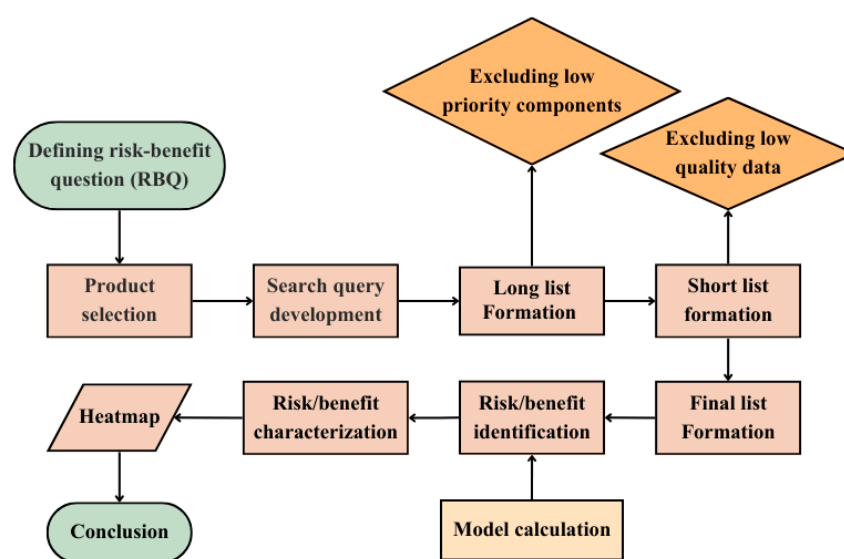 Excluding low
priority components
Excluding low
quality data
Defining risk-benefit
question (RBQ)
Product
selection
Search query
development
Long list
Formation
Short list
formation
Heatmap
Risk/benefit
characterization
Risk/benefit
identification
Final list
Formation
Conclusion
Model calculation